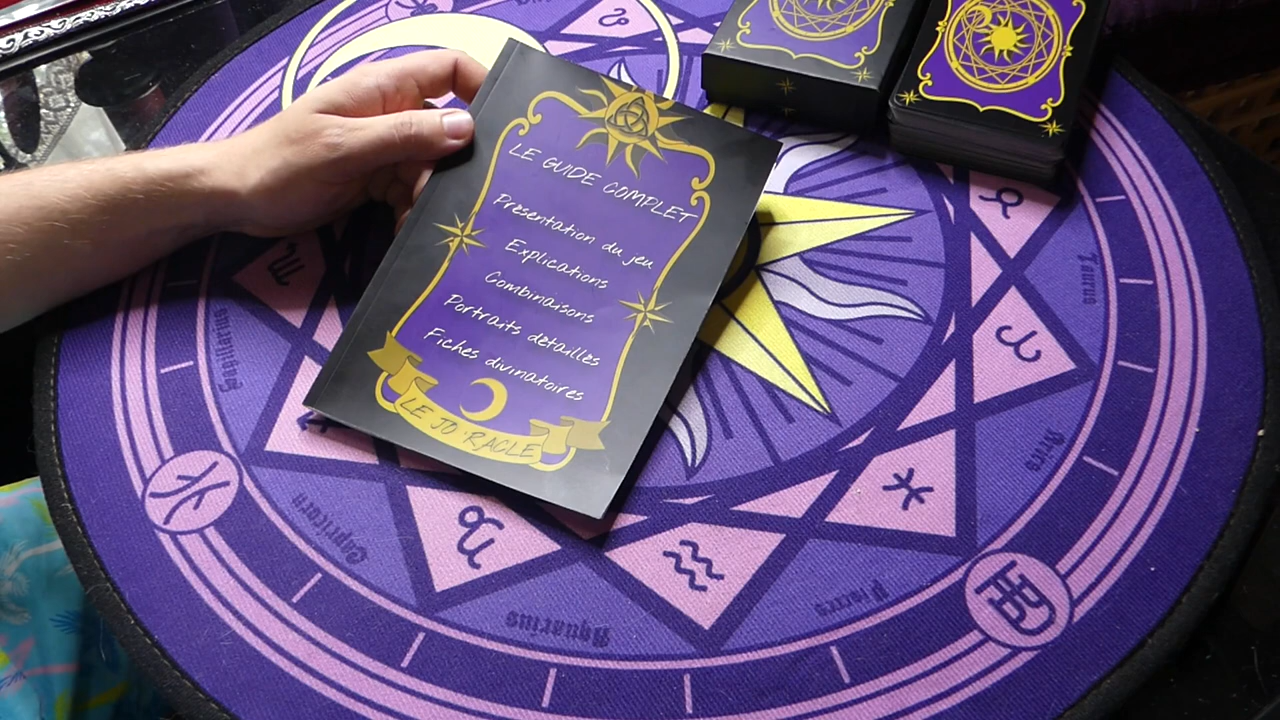 LE GUIDE COMPLET
Présentation du jeu
Explications
Combinaisons
Portraits détaillés
Fiches divinatoires
LE JO'RACLE
Taurus
Aries
Pisces
Aquarius
Capricorn
Sagittarius